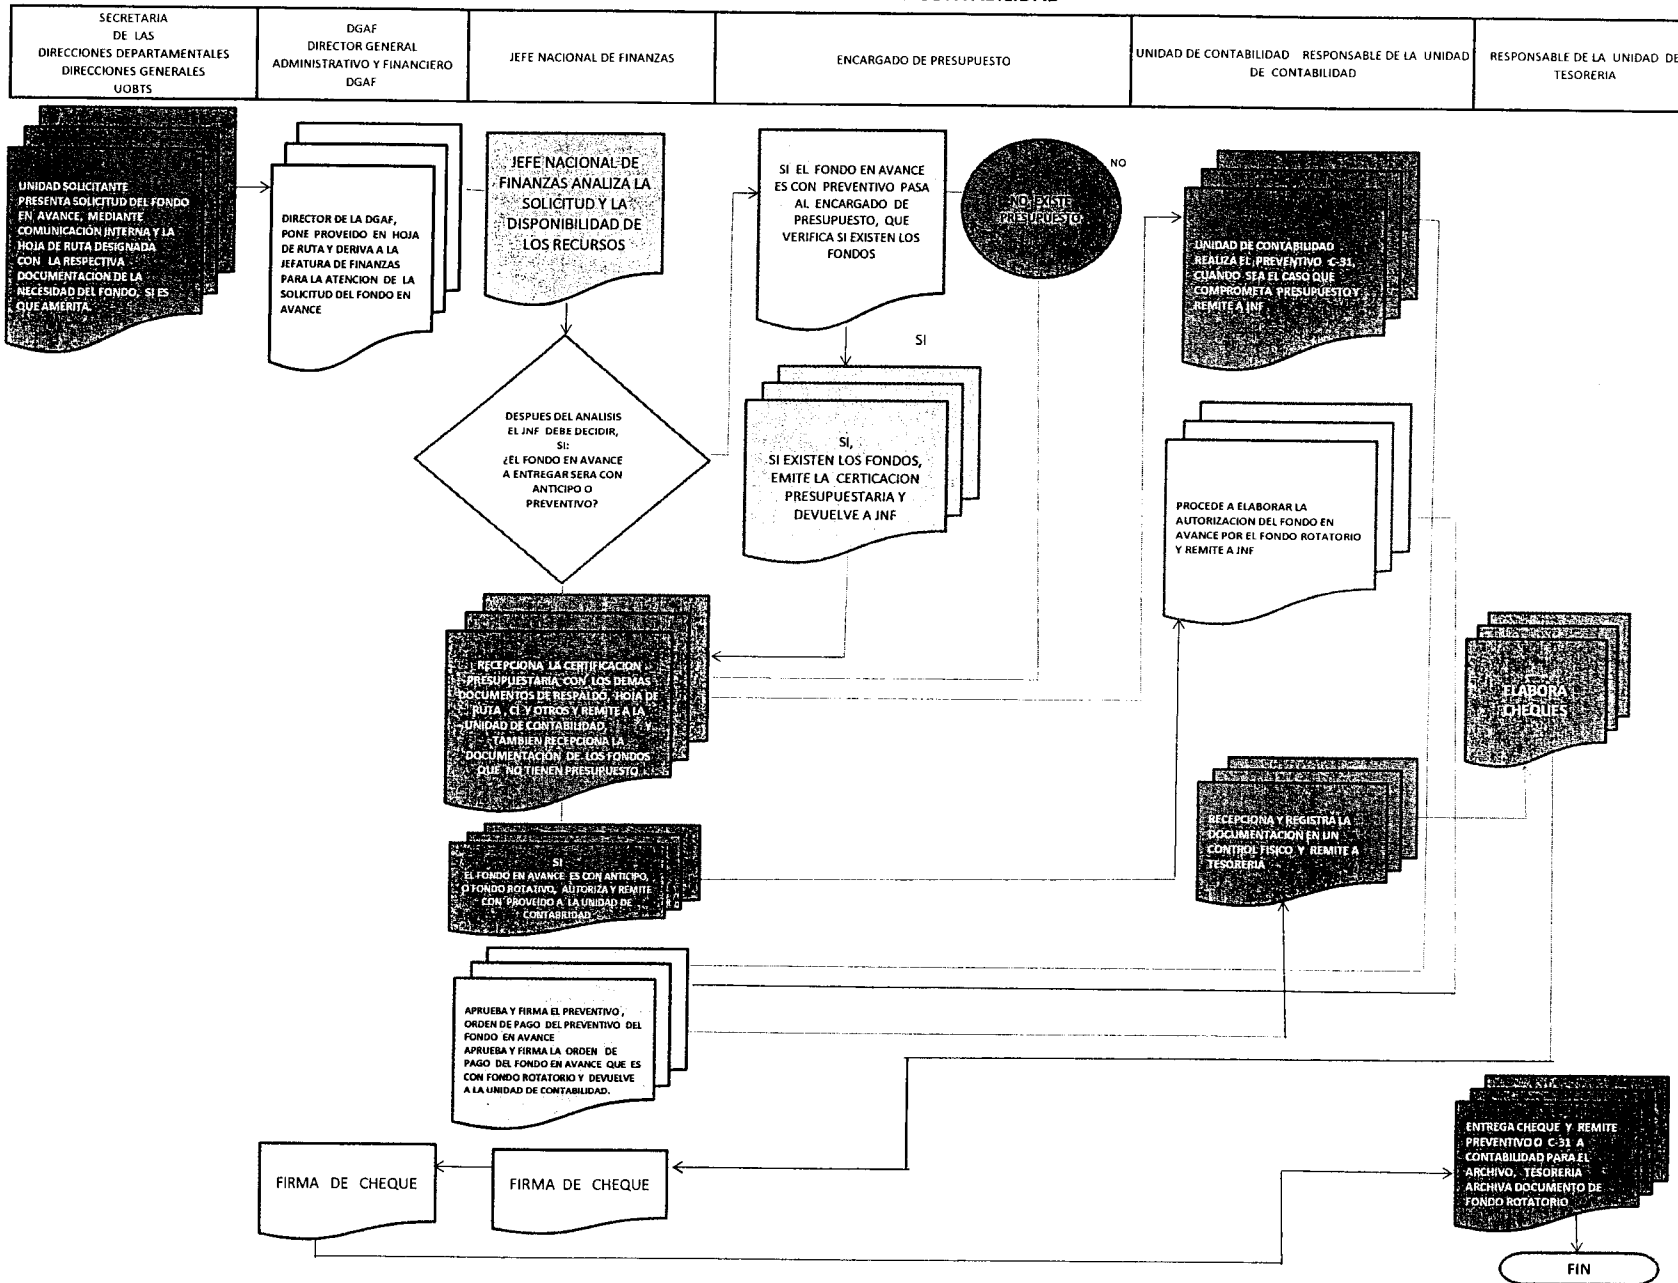 SECRETARIA
DE LAS
DIRECCIONES DEPARTAMENTALES
DIRECCIONES GENERALES
UOBTS
DGAF
DIRECTOR GENERAL
ADMINISTRATIVO Y FINANCIERO
DGAF
JEFE NACIONAL DE FINANZAS
ENCARGADO DE PRESUPUESTO
UNIDAD DE CONTABILIDAD RESPONSABLE DE LA UNIDAD
DE CONTABILIDAD
RESPONSABLE DE LA UNIDAD DE
TESORERIA
UNIDAD SOLICITANTE
PRESENTA SOLICITUD DEL FONDO
EN AVANCE, MEDIANTE
COMUNICACIÓN INTERNA Y LA
HOJA DE RUTA DESIGNADA
CON LA RESPECTIVA
DOCUMENTACION DE LA
NECESIDAD DEL FONDO, SI ES
QUE AMERITA.
DIRECTOR DE LA DGAF,
PONE PROVEIDO EN HOJA
DE RUTA Y DERIVA A LA
JEFATURA DE FINANZAS
PARA LA ATENCION DE LA
SOLICITUD DEL FONDO EN
AVANCE
JEFE NACIONAL DE
FINANZAS ANALIZA LA
SOLICITUD Y LA
DISPONIBILIDAD DE
LOS RECURSOS
SI EL FONDO EN AVANCE
ES CON PREVENTIVO PASA
AL ENCARGADO DE
PRESUPUESTO, QUE
VERIFICA SI EXISTEN LOS
FONDOS
NO EXISTE
PRESUPUESTO
NO
UNIDAD DE CONTABILIDAD
REALIZA EL PREVENTIVO C-31,
CUANDO SEA EL CASO QUE
COMPROMETA PRESUPUESTO Y
REMITE A JNF
SI
DESPUES DEL ANALISIS
EL JNF DEBE DECIDIR,
SI:
¿EL FONDO EN AVANCE
A ENTREGAR SERA CON
ANTICIPO O
PREVENTIVO?
SI,
SI EXISTEN LOS FONDOS,
EMITE LA CERTICACION
PRESUPUESTARIA Y
DEVUELVE A JNF
PROCEDE A ELABORAR LA
AUTORIZACION DEL FONDO EN
AVANCE POR EL FONDO ROTATORIO
Y REMITE A JNF
RECEPCIONA LA CERTIFICACION
PRESUPUESTARIA CON LOS DEMAS
DOCUMENTOS DE RESPALDO, HOJA DE
RUTA, CI Y OTROS Y REMITE A LA
UNIDAD DE CONTABILIDAD Y
TAMBIEN RECEPCIONA LA
DOCUMENTACIÓN DE LOS FONDOS
QUE NO TIENEN PRESUPUESTO
ELABORA
CHEQUES
RECEPCIONA Y REGISTRA LA
DOCUMENTACION EN UN
CONTROL FISICO Y REMITE A
TESORERIA
SI
EL FONDO EN AVANCE ES CON ANTICIPO,
O FONDO ROTATIVO, AUTORIZA Y REMITE
CON PROVEIDO A LA UNIDAD DE
CONTABILIDAD
APRUEBA Y FIRMA EL PREVENTIVO,
ORDEN DE PAGO DEL PREVENTIVO DEL
FONDO EN AVANCE
APRUEBA Y FIRMA LA ORDEN DE
PAGO DEL FONDO EN AVANCE QUE ES
CON FONDO ROTATORIO Y DEVUELVE
A LA UNIDAD DE CONTABILIDAD.
FIRMA DE CHEQUE
FIRMA DE CHEQUE
ENTREGA CHEQUE Y REMITE
PREVENTIVO O C-31 A
CONTABILIDAD PARA EL
ARCHIVO, TESORERIA
ARCHIVA DOCUMENTO DE
FONDO ROTATORIO
FIN